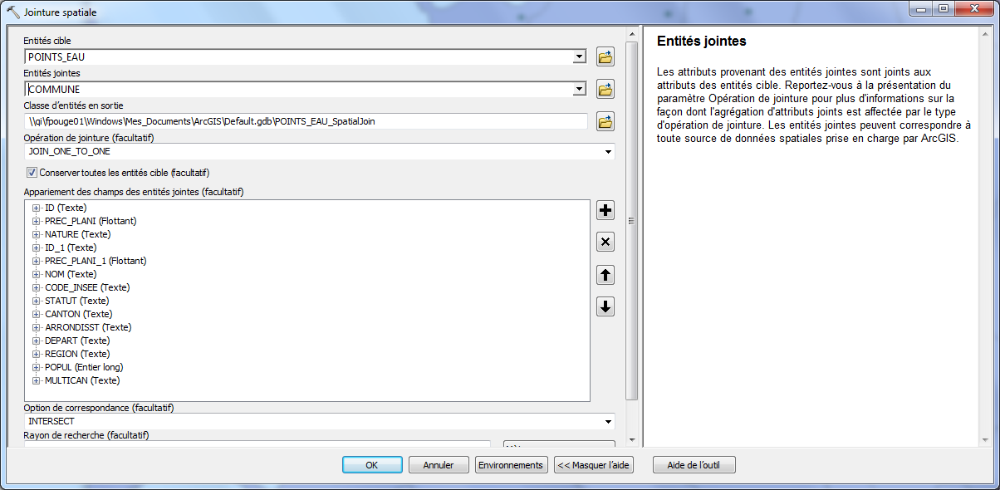 Jointure spatiale
Entités cible
POINTS_EAU
Entités jointes
COMMUNE
Classe d'entités en sortie
\\qi\fpouge01\Windows\Mes_Documents\ArcGIS\Default.gdb\POINTS_EAU_SpatialJoin
Opération de jointure (facultatif)
JOIN_ONE_TO_ONE
Conserver toutes les entités cible (facultatif)
Appariement des champs des entités jointes (facultatif)
ID (Texte)
PREC_PLANI (Flottant)
NATURE (Texte)
ID_1 (Texte)
PREC_PLANI_1 (Flottant)
NOM (Texte)
CODE_INSEE (Texte)
STATUT (Texte)
CANTON (Texte)
ARRONDISST (Texte)
DEPART (Texte)
REGION (Texte)
POPUL (Entier long)
MULTICAN (Texte)
Option de correspondance (facultatif)
INTERSECT
Rayon de recherche (facultatif)
OK
Annuler
Environnements
<< Masquer l'aide
Aide de l'outil
Entités jointes
Les attributs provenant des entités jointes sont joints aux
attributs des entités cible. Reportez-vous à la présentation du
paramètre Opération de jointure pour plus d'informations sur la
façon dont l'agrégation d'attributs joints est affectée par le type
d'opération de jointure. Les entités jointes peuvent correspondre à
toute source de données spatiales prise en charge par ArcGIS.